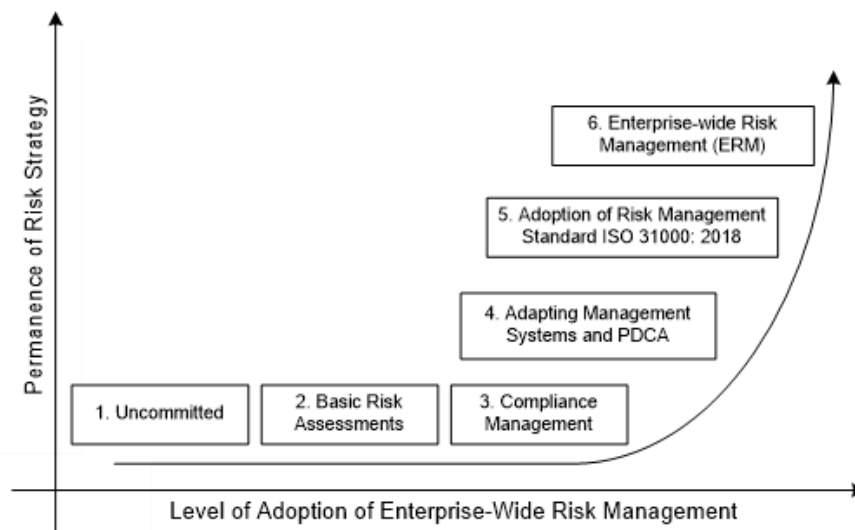 Permanence of Risk Strategy
6. Enterprise-wide Risk
Management (ERM)
5. Adoption of Risk Management
Standard ISO 31000: 2018
4. Adapting Management
Systems and PDCA
1. Uncommitted
2. Basic Risk
Assessments
3. Compliance
Management
Level of Adoption of Enterprise-Wide Risk Management